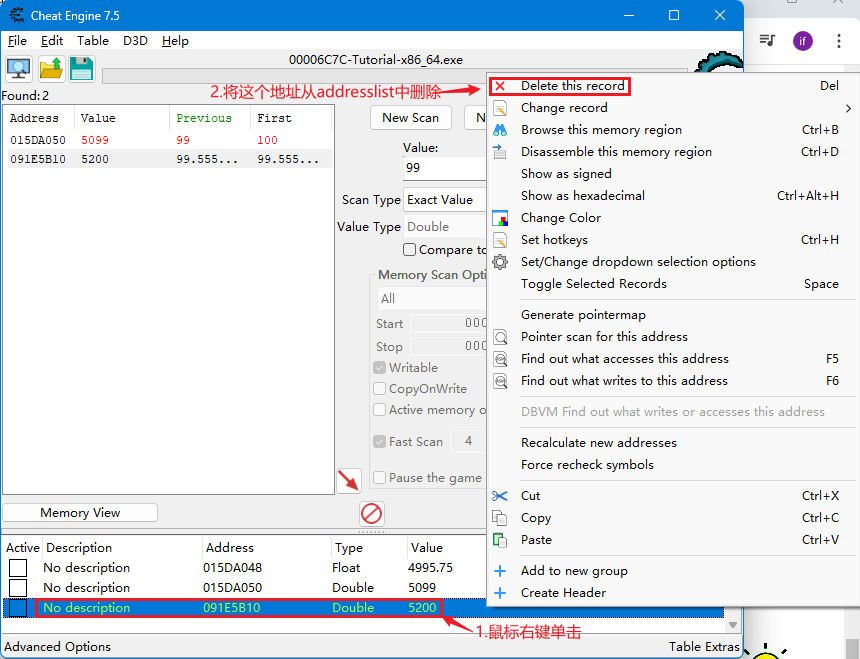 Cheat Engine 7.5
File Edit Table D3D Help
00006C7C-Tutorial-x86_64.exe
if
2.将这个地址从addresslist中删除
Found:2
Address Value Previous First
015DA050 5099 99 100
091E5B10 5200 99.555... 99.555...
New Scan
N
Value:
99
Scan Type Exact Value
Value Type Double
Compare to
Memory Scan Opti
All
Start 000
Stop 000
Writable
CopyOnWrite
Active memory o
Fast Scan 4
Pause the game
Memory View
Delete this record Del
Change record
Browse this memory region Ctrl+B
Disassemble this memory region Ctrl+D
Show as signed
Show as hexadecimal Ctrl+Alt+H
Change Color
Set hotkeys Ctrl+H
Set/Change dropdown selection options
Toggle Selected Records Space
Generate pointermap
Pointer scan for this address
Find out what accesses this address F5
Find out what writes to this address F6
DBVM Find out what writes or accesses this address
Recalculate new addresses
Force recheck symbols
Cut Ctrl+X
Copy Ctrl+C
Paste Ctrl+V
Add to new group
Create Header
Active Description Address Type Value
No description 015DA048 Float 4995.75
No description 015DA050 Double 5099
No description 091E5B10 Double 5200
1.鼠标右键单击
Advanced Options Table Extras